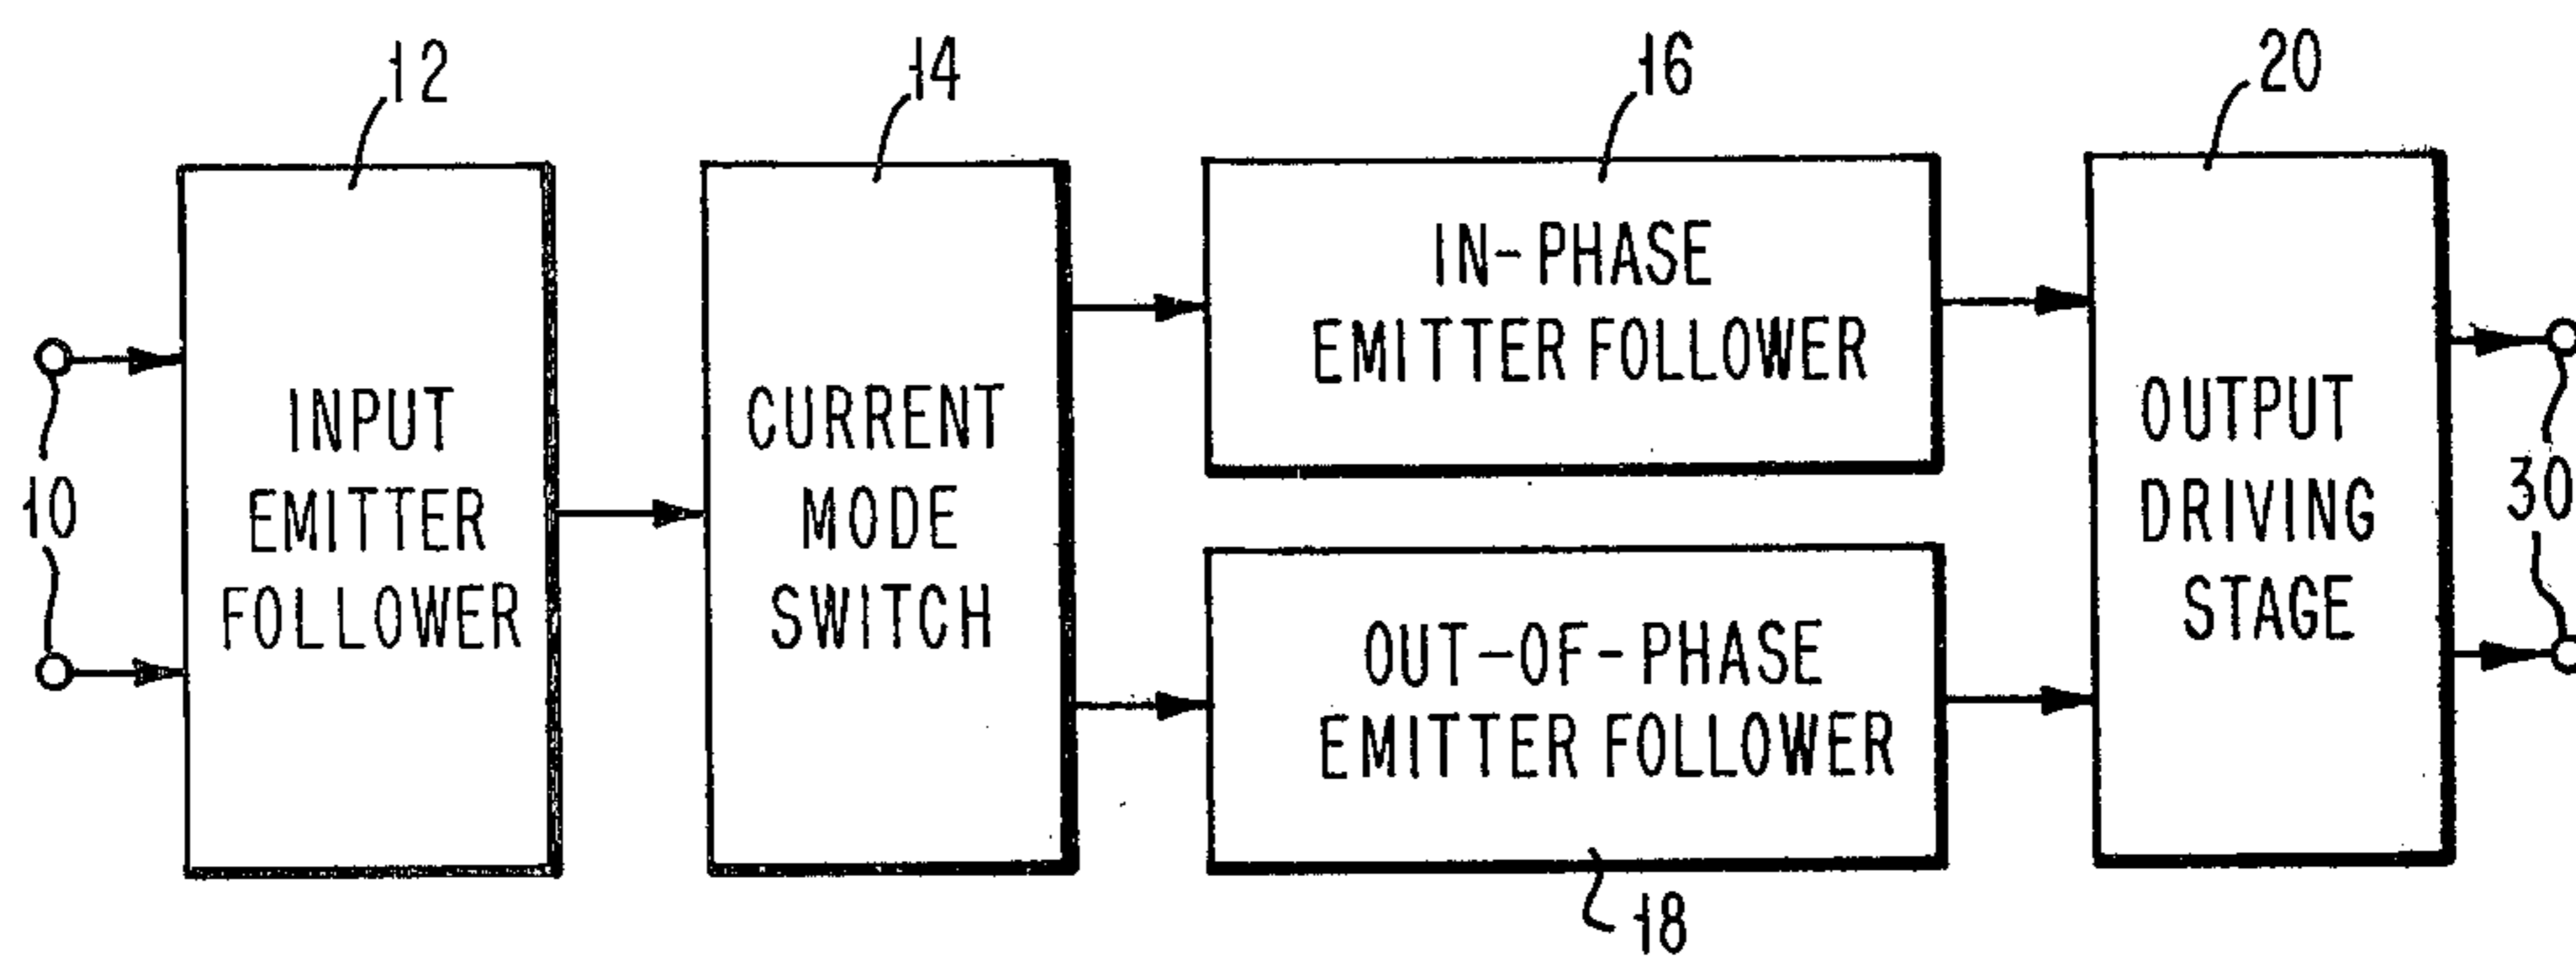 12
14
16
20
10
INPUT
EMITTER
FOLLOWER
CURRENT
MODE
SWITCH
IN-PHASE
EMITTER FOLLOWER
OUT-OF-PHASE
EMITTER FOLLOWER
18
OUTPUT
DRIVING
STAGE
30